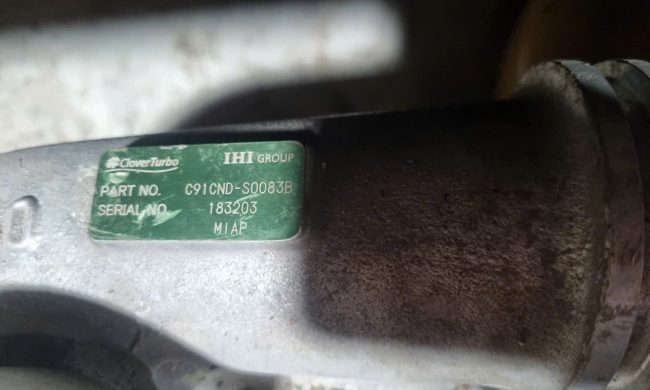 CloverTurbo IHI GROUP
PART NO. C91CND-S0083B
SERIAL NO. 183203
MIAP